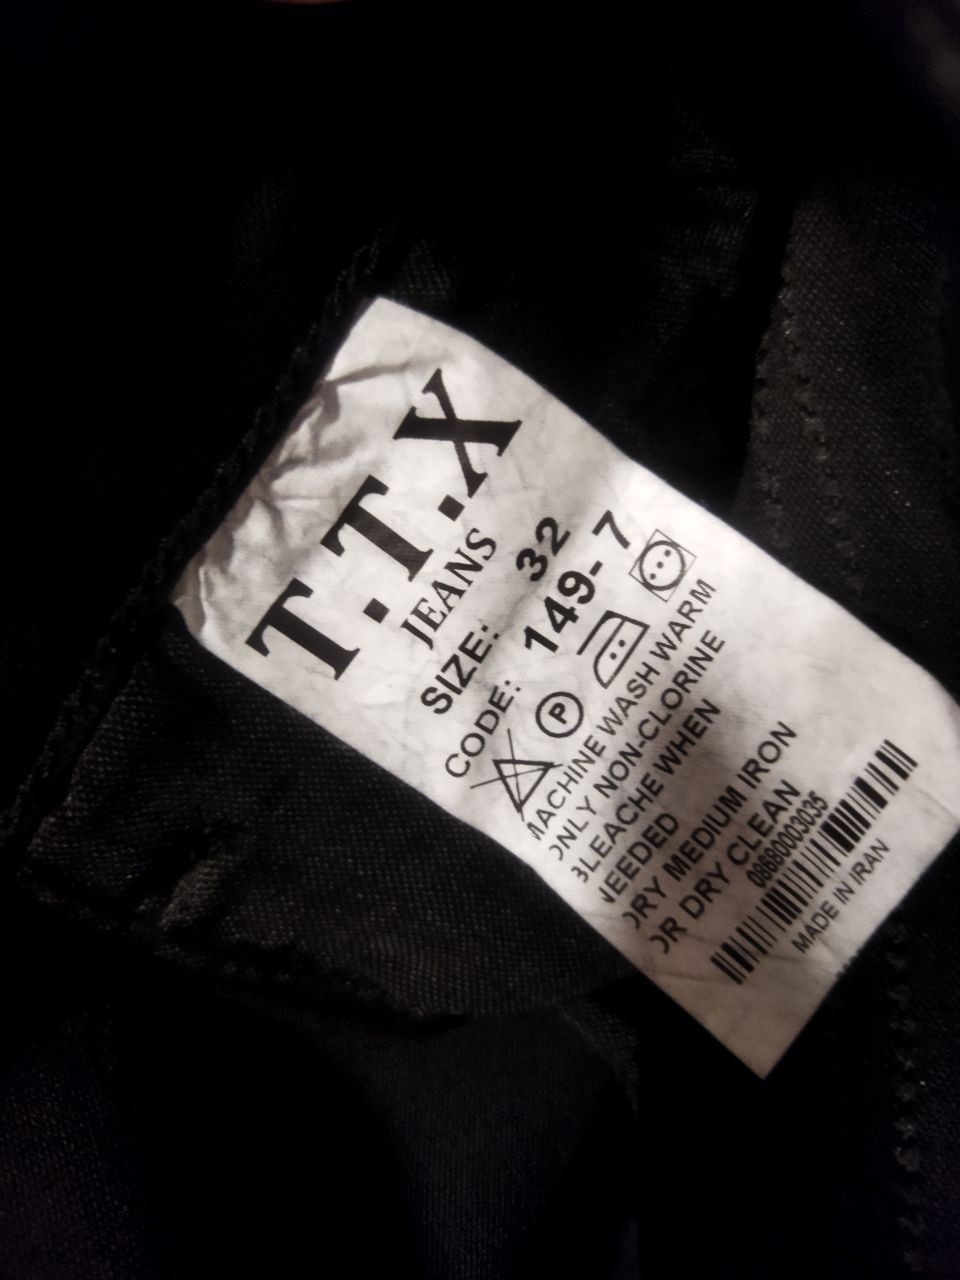 T.T.X
JEANS
SIZE: 32
CODE: 149-7
P
MACHINE WASH WARM
ONLY NON-CLORINE
BLEACHE WHEN
NEEDED
DRY MEDIUM IRON
OR DRY CLEAN
08680003035
MADE IN IRAN